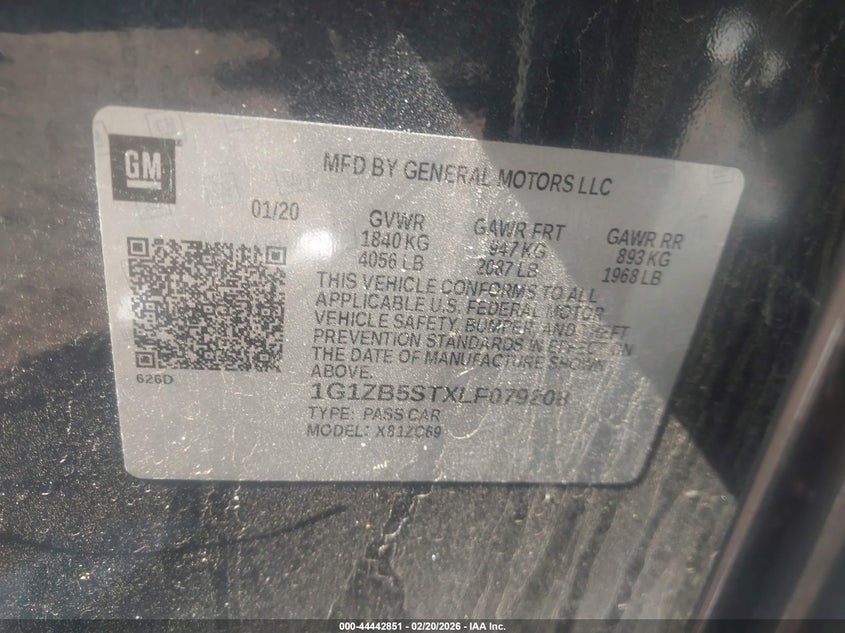 GM
MFD BY GENERAL MOTORS LLC
01/20
GVWR GAWR FRT GAWR RR
1840 KG 947 KG 893 KG
4056 LB 2087 LB 1968 LB
THIS VEHICLE CONFORMS TO ALL
APPLICABLE U.S. FEDERAL MOTOR
VEHICLE SAFETY, BUMPER, AND THEFT
PREVENTION STANDARDS IN EFFECT ON
THE DATE OF MANUFACTURE SHOWN
ABOVE.
626D
1G1ZB5STXLF079208
TYPE: PASS CAR
MODEL: X81ZC69
000-44442851 - 02/20/2026 - IAA Inc.